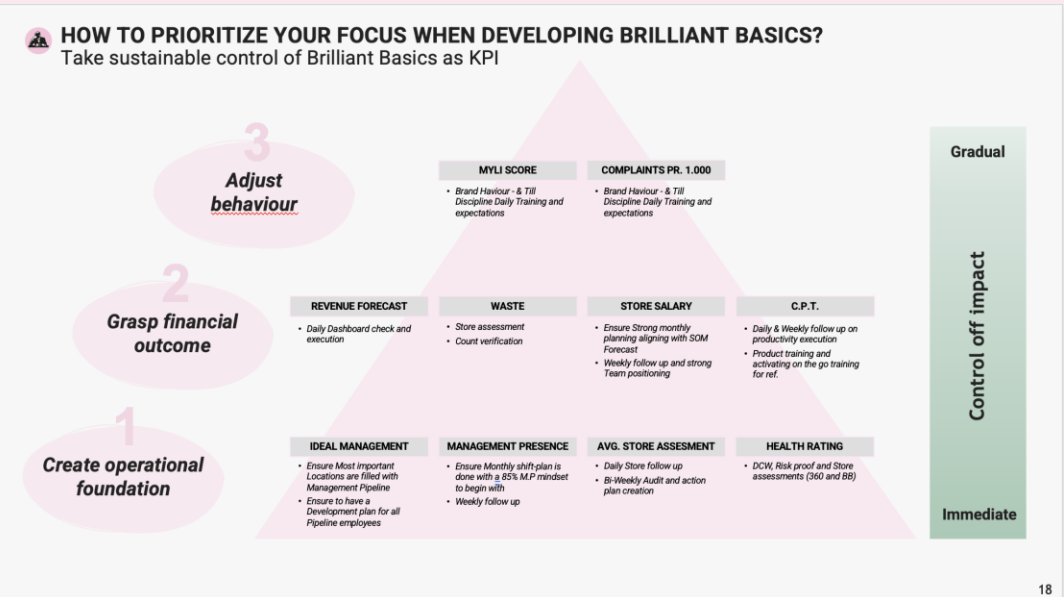 HOW TO PRIORITIZE YOUR FOCUS WHEN DEVELOPING BRILLIANT BASICS?
Take sustainable control of Brilliant Basics as KPI
3
Adjust
behaviour
MYLI SCORE
• Brand Haviour - & Till
Discipline Daily Training and
expectations
COMPLAINTS PR. 1.000
• Brand Haviour - & Till
Discipline Daily Training and
expectations
2
Grasp financial
outcome
REVENUE FORECAST
• Daily Dashboard check and
execution
WASTE
• Store assessment
• Count verification
STORE SALARY
• Ensure Strong monthly
planning aligning with SOM
Forecast
• Weekly follow up and strong
Team positioning
C.P.T.
• Daily & Weekly follow up on
productivity execution
• Product training and
activating on the go training
for ref.
1
Create operational
foundation
IDEAL MANAGEMENT
• Ensure Most important
Locations are filled with
Management Pipeline
• Ensure to have a
Development plan for all
Pipeline employees
MANAGEMENT PRESENCE
• Ensure Monthly shift-plan is
done with a 85% M.P mindset
to begin with
• Weekly follow up
AVG. STORE ASSESMENT
• Daily Store follow up
• Bi-Weekly Audit and action
plan creation
HEALTH RATING
• DCW, Risk proof and Store
assessments (360 and BB)
Gradual
Control off impact
Immediate
18